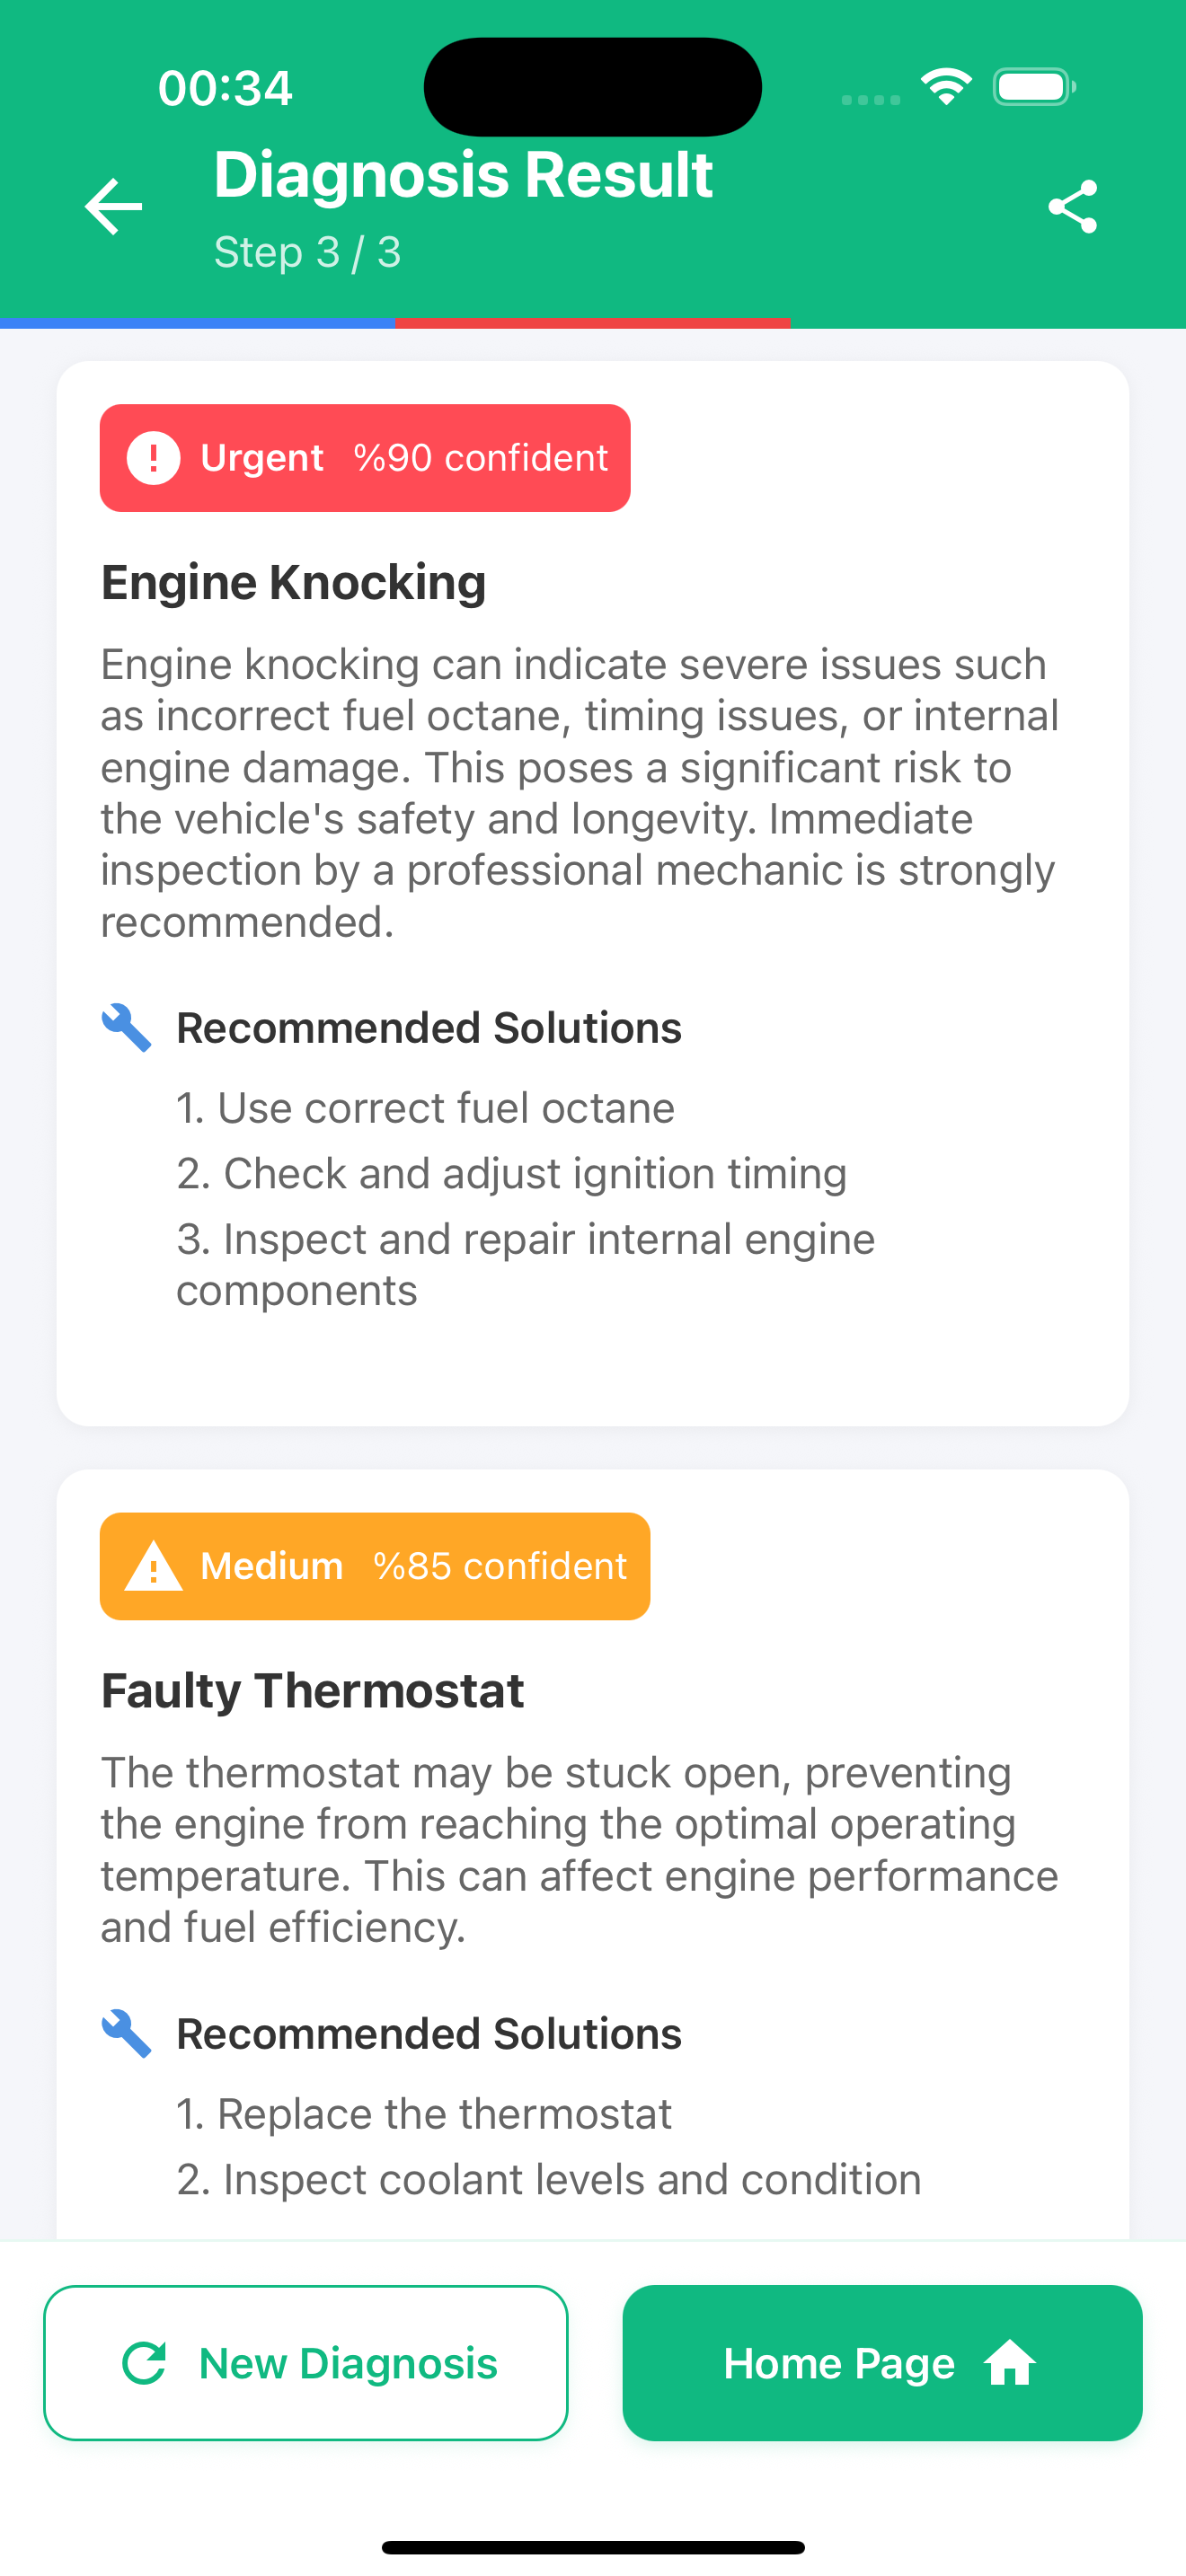 00:34
Diagnosis Result
Step 3 / 3
Urgent %90 confident
Engine Knocking
Engine knocking can indicate severe issues such
as incorrect fuel octane, timing issues, or internal
engine damage. This poses a significant risk to
the vehicle's safety and longevity. Immediate
inspection by a professional mechanic is strongly
recommended.
Recommended Solutions
1. Use correct fuel octane
2. Check and adjust ignition timing
3. Inspect and repair internal engine
components
Medium %85 confident
Faulty Thermostat
The thermostat may be stuck open, preventing
the engine from reaching the optimal operating
temperature. This can affect engine performance
and fuel efficiency.
Recommended Solutions
1. Replace the thermostat
2. Inspect coolant levels and condition
New Diagnosis
Home Page